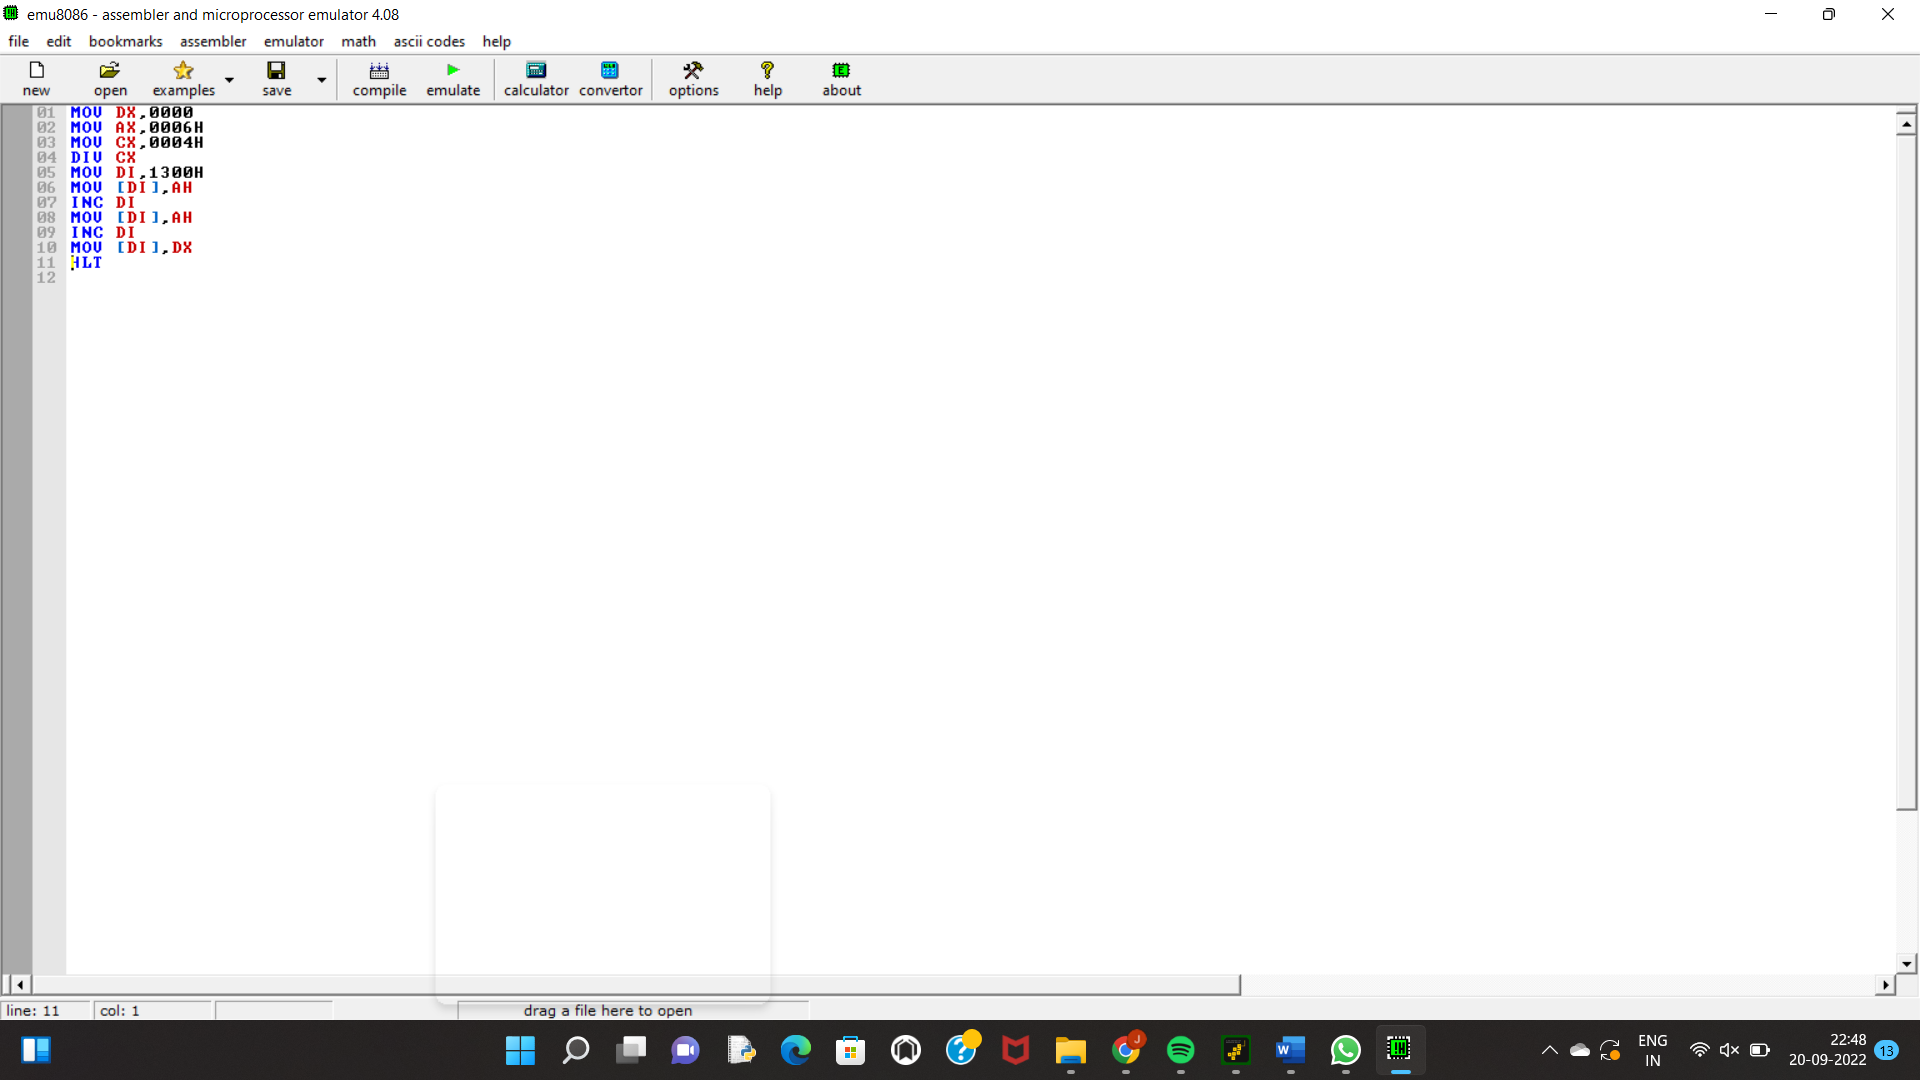 emu8086 - assembler and microprocessor emulator 4.08
file edit bookmarks assembler emulator math ascii codes help
new open examples save compile emulate calculator convertor options help about
01 MOV DX,0000
02 MOV AX,0006H
03 MOV CX,0004H
04 DIV CX
05 MOV DI,1300H
06 MOV [DI],AH
07 INC DI
08 MOV [DI],AH
09 INC DI
10 MOV [DI],DX
11 HLT
12
line: 11 col: 1 drag a file here to open
ENG 22:48
IN 20-09-2022 13